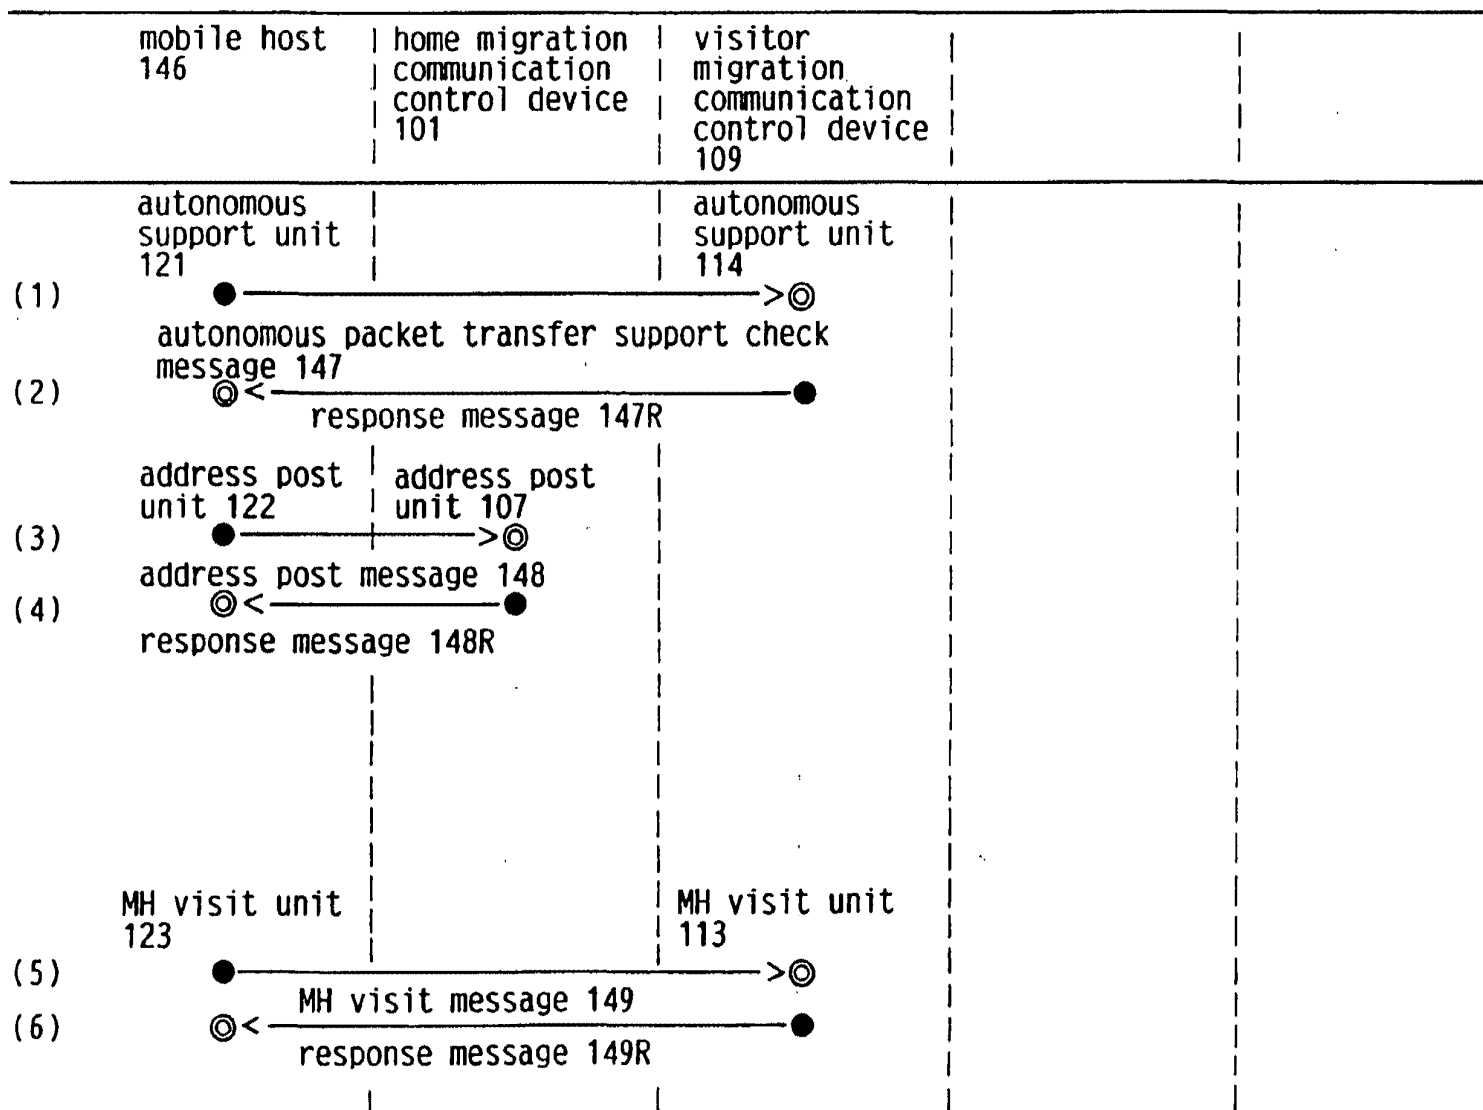 mobile host
146
home migration
communication
control device
101
visitor
migration
communication
control device
109
autonomous
support unit
121
autonomous
support unit
114
(1)
autonomous packet transfer support check
message 147
(2)
response message 147R
address post
unit 122
address post
unit 107
(3)
address post message 148
(4)
response message 148R
MH visit unit
123
MH visit unit
113
(5)
MH visit message 149
(6)
response message 149R